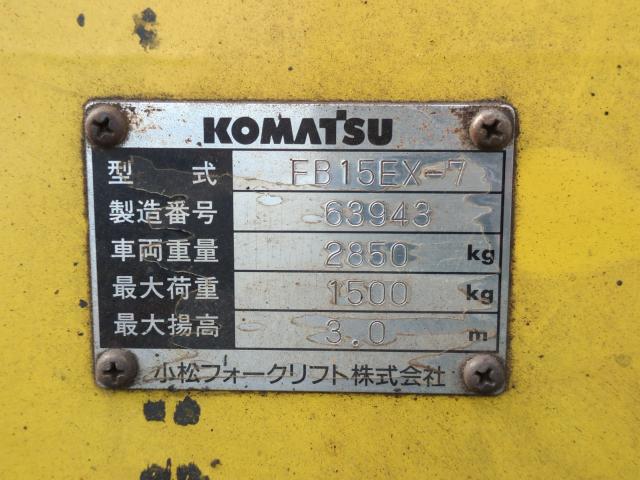 KOMATSU
型 式 FB15EX-7
製造番号 63943
車両重量 2850 kg
最大荷重 1500 kg
最大揚高 3.0 m
小松フォークリフト株式会社